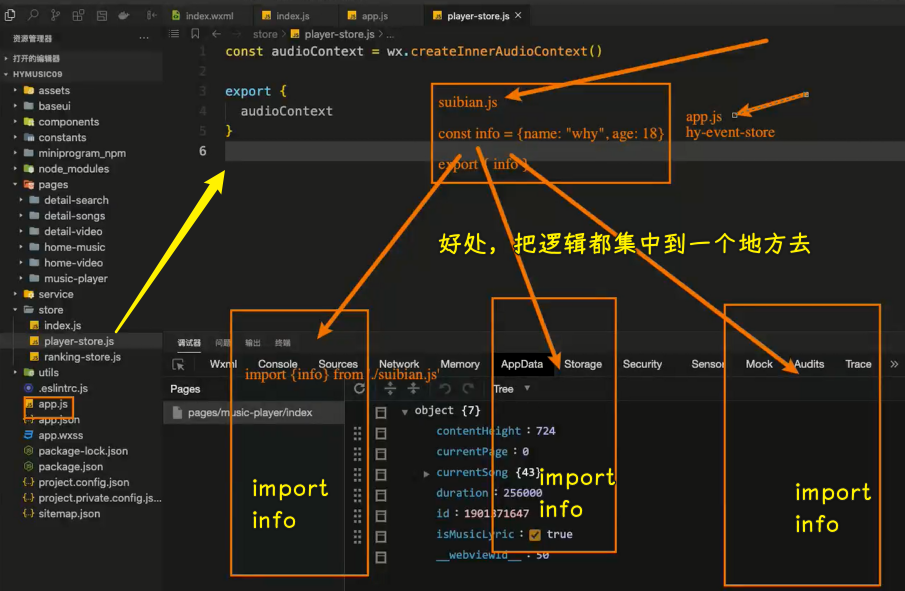 index.wxml
index.js
app.js
player-store.js ×
资源管理器
...
store › player-store.js › ...
打开的编辑器
HYMUSIC09
assets
baseui
components
constants
miniprogram_npm
node_modules
pages
detail-search
detail-songs
detail-video
home-music
home-video
music-player
service
store
index.js
player-store.js
ranking-store.js
utils
.eslintrc.js
app.js
app.json
app.wxss
package-lock.json
package.json
project.config.json
project.private.config.js...
sitemap.json
1 const audioContext = wx.createInnerAudioContext()
2
3 export {
4 audioContext
5 }
6
suibian.js
const info = {name: "why", age: 18}
export { info }
app.js
hy-event-store
好处，把逻辑都集中到一个地方去
调试器 问题 输出 终端
Wxml Console Sources Network Memory AppData Storage Security Sensor Mock Audits Trace »
import {info} from './suibian.js'
Pages
Tree
pages/music-player/index
object {7}
contentHeight : 724
currentPage : 0
currentSong {43}
duration : 256000
id : 1901371647
isMusicLyric : true
__webviewId__ : 50
import
info
import
info
import
info